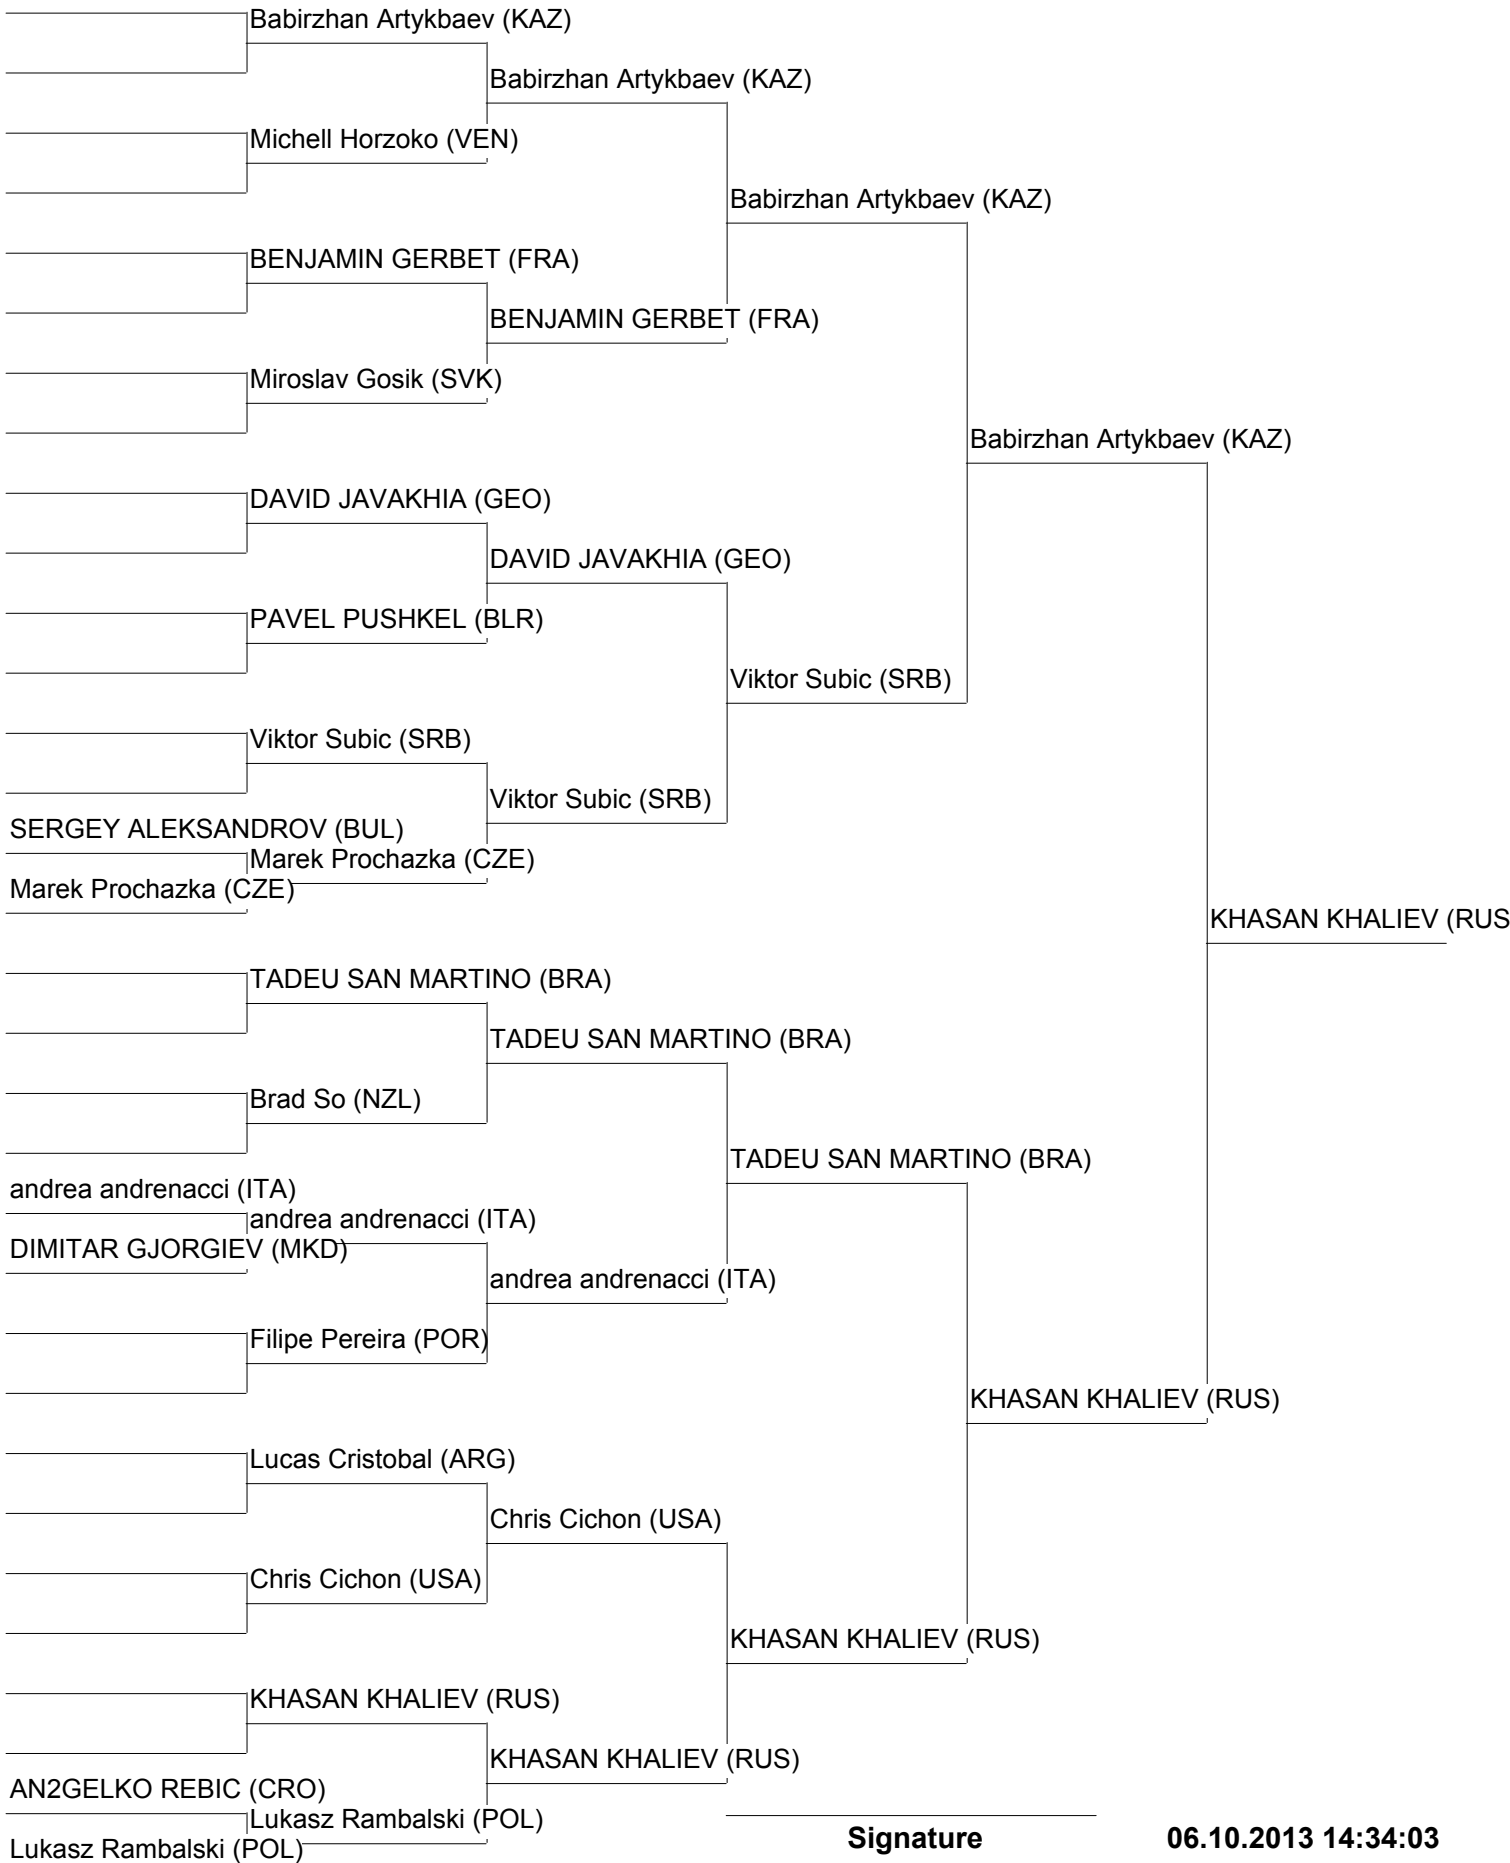 Babirzhan Artykbaev (KAZ)
Babirzhan Artykbaev (KAZ)
Michell Horzoko (VEN)
Babirzhan Artykbaev (KAZ)
BENJAMIN GERBET (FRA)
BENJAMIN GERBET (FRA)
Miroslav Gosik (SVK)
Babirzhan Artykbaev (KAZ)
DAVID JAVAKHIA (GEO)
DAVID JAVAKHIA (GEO)
PAVEL PUSHKEL (BLR)
Viktor Subic (SRB)
Viktor Subic (SRB)
Viktor Subic (SRB)
SERGEY ALEKSANDROV (BUL)
Marek Prochazka (CZE)
Marek Prochazka (CZE)
KHASAN KHALIEV (RUS
TADEU SAN MARTINO (BRA)
TADEU SAN MARTINO (BRA)
Brad So (NZL)
TADEU SAN MARTINO (BRA)
andrea andrenacci (ITA)
andrea andrenacci (ITA)
DIMITAR GJORGIEV (MKD)
andrea andrenacci (ITA)
Filipe Pereira (POR)
KHASAN KHALIEV (RUS)
Lucas Cristobal (ARG)
Chris Cichon (USA)
Chris Cichon (USA)
KHASAN KHALIEV (RUS)
KHASAN KHALIEV (RUS)
KHASAN KHALIEV (RUS)
AN2GELKO REBIC (CRO)
Lukasz Rambalski (POL)
Lukasz Rambalski (POL)
Signature
06.10.2013 14:34:03